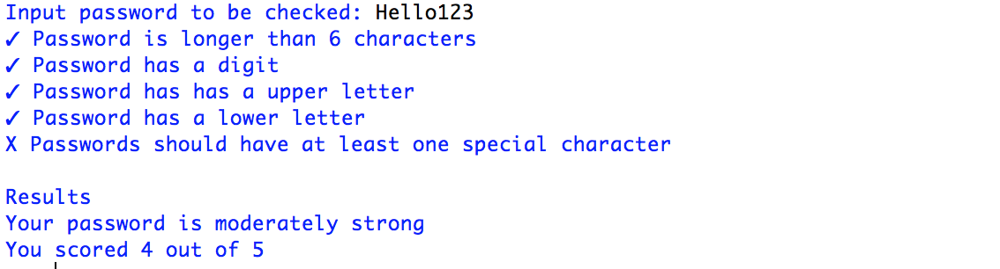 Input password to be checked: Hello123
✓ Password is longer than 6 characters
✓ Password has a digit
✓ Password has has a upper letter
✓ Password has a lower letter
X Passwords should have at least one special character
Results
Your password is moderately strong
You scored 4 out of 5